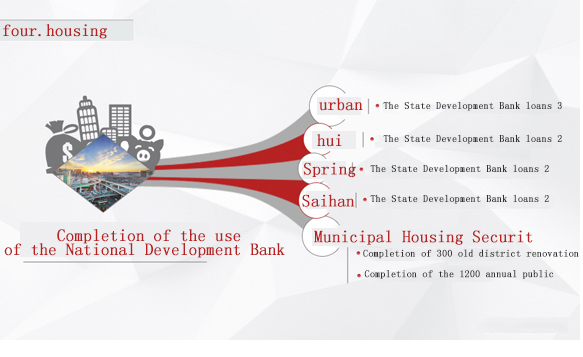 four.housing
urban
• The State Development Bank loans 3
hui
• The State Development Bank loans 2
Spring
• The State Development Bank loans 2
Saihan
• The State Development Bank loans 2
Completion of the use
of the National Development Bank
Municipal Housing Securit
• Completion of 300 old district renovation
• Completion of the 1200 annual public